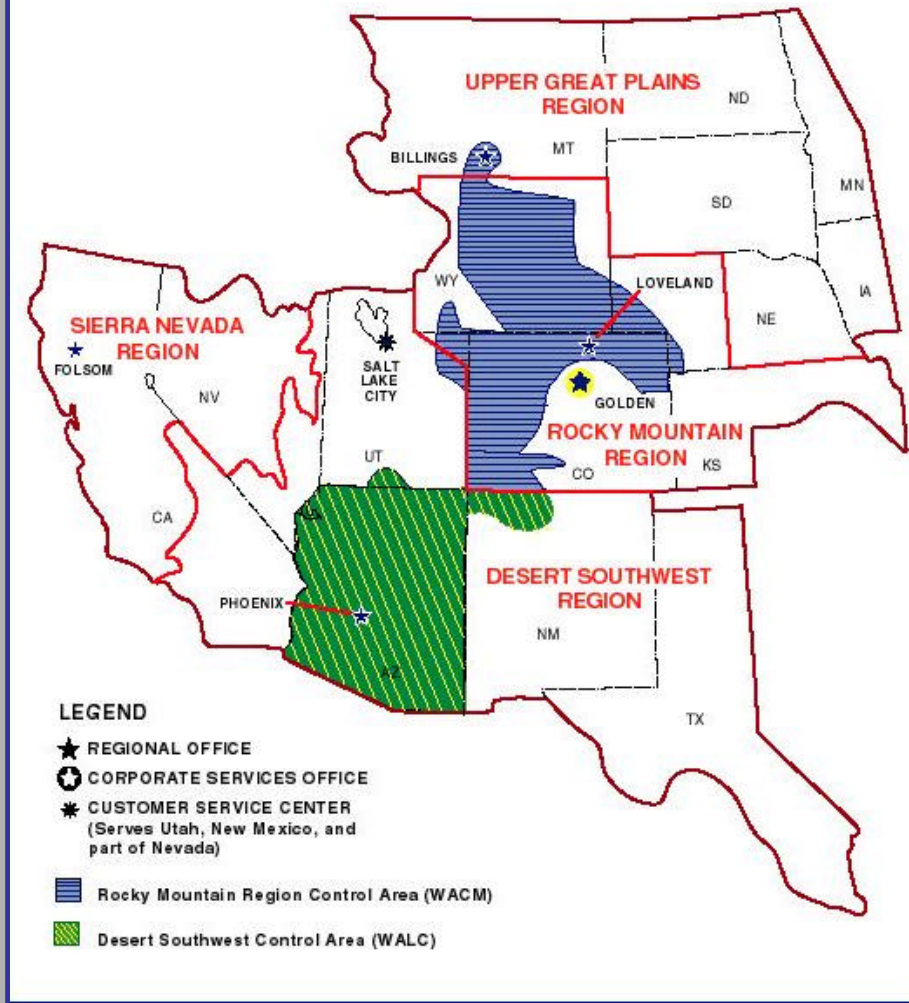 UPPER GREAT PLAINS
REGION
ND
BILLINGS
MT
MN
SD
WY
LOVELAND
IA
NE
SIERRA NEVADA
REGION
FOLSOM
SALT
LAKE
CITY
NV
GOLDEN
ROCKY MOUNTAIN
REGION
UT
CO
KS
CA
DESERT SOUTHWEST
REGION
PHOENIX
NM
AZ
TX
LEGEND
REGIONAL OFFICE
CORPORATE SERVICES OFFICE
CUSTOMER SERVICE CENTER
(Serves Utah, New Mexico, and
part of Nevada)
Rocky Mountain Region Control Area (WACM)
Desert Southwest Control Area (WALC)